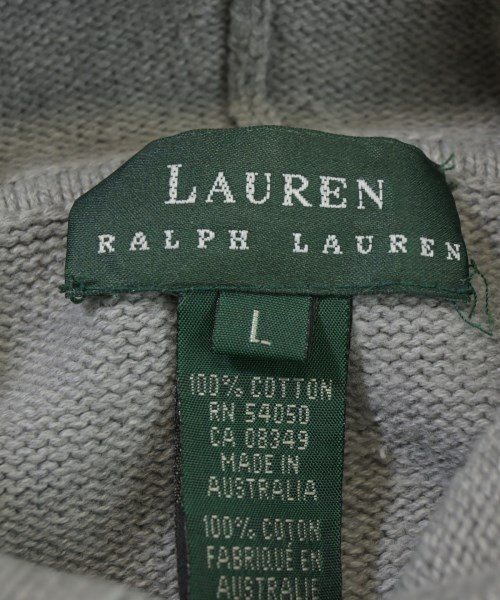 LAUREN
RALPH LAUREN
L
100% COTTON
RN 54050
CA 08349
MADE IN
AUSTRALIA
100% COTON
FABRIQUÉ EN
AUSTRALIE